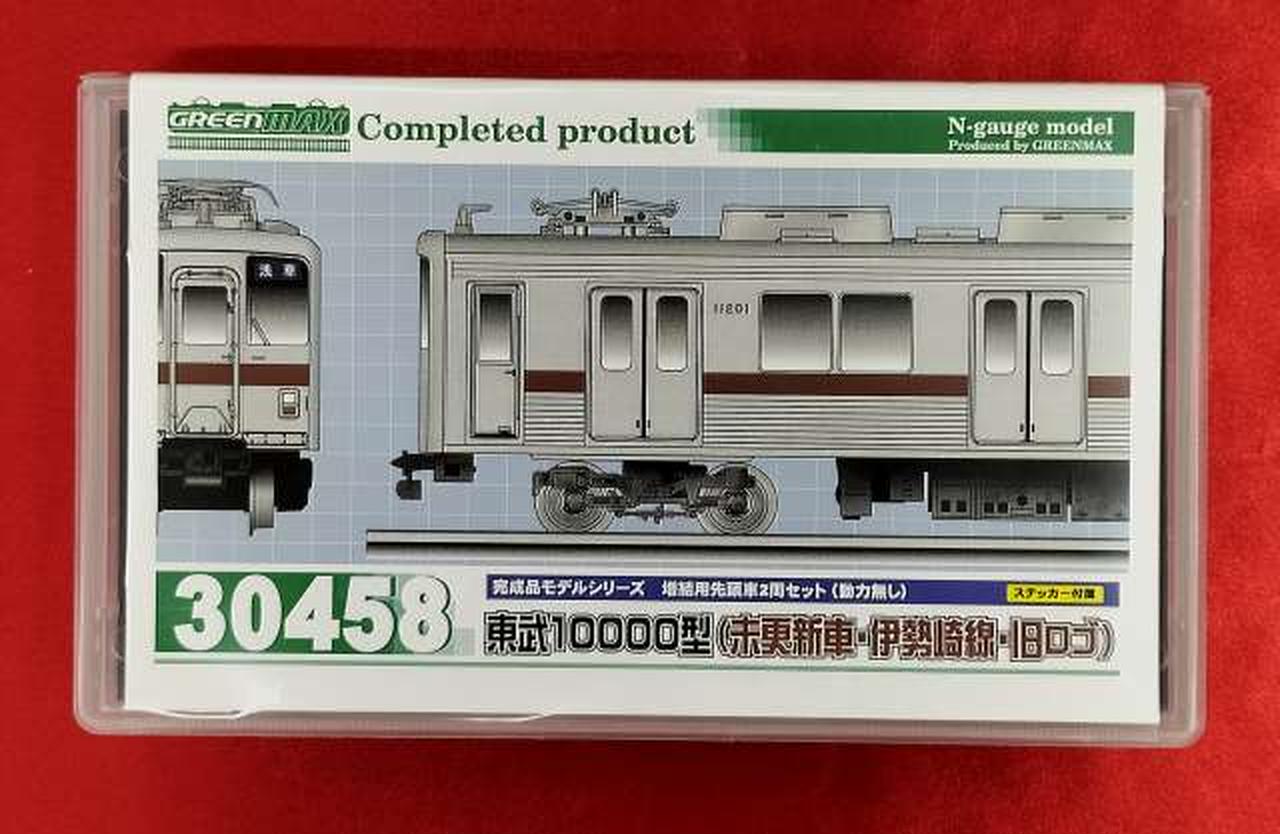 GREENMAX Completed product
N-gauge model
Produced by GREENMAX
浅草
11801
30458
完成品モデルシリーズ 増結用先頭車2両セット（動力無し）
ステッカー付属
東武10000型（未更新車・伊勢崎線・旧ロゴ）